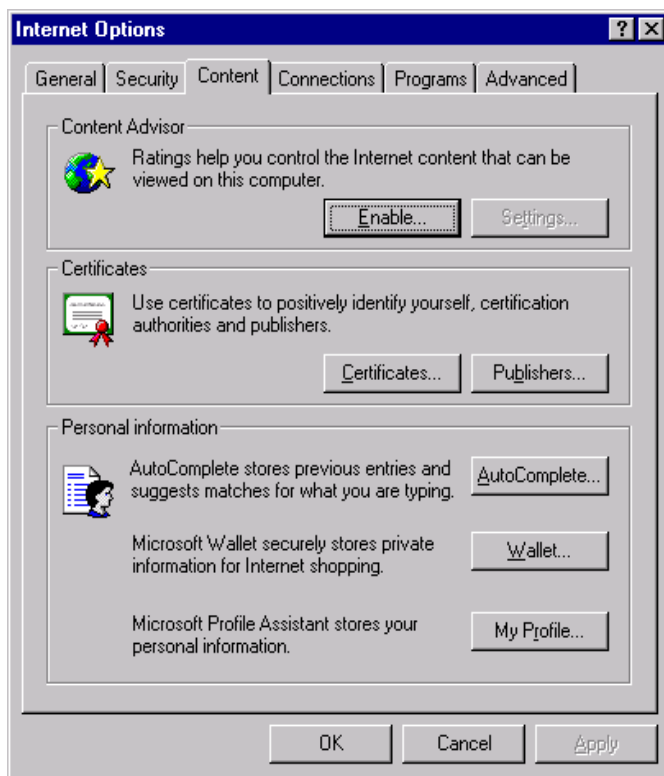 Internet Options
General Security Content Connections Programs Advanced
Content Advisor
Ratings help you control the Internet content that can be
viewed on this computer.
Enable... Settings...
Certificates
Use certificates to positively identify yourself, certification
authorities and publishers.
Certificates... Publishers...
Personal information
AutoComplete stores previous entries and
suggests matches for what you are typing.
AutoComplete...
Microsoft Wallet securely stores private
information for Internet shopping.
Wallet...
Microsoft Profile Assistant stores your
personal information.
My Profile...
OK Cancel Apply